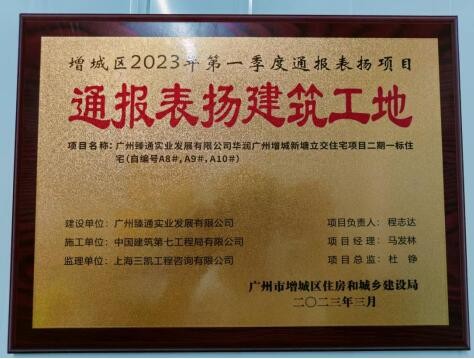 增城区2023年第一季度通报表扬项目
通报表扬建筑工地
项目名称：广州臻通实业发展有限公司华润广州增城新塘立交住宅项目二期一标住
宅(自编号A8#,A9#,A10#)
建设单位：广州臻通实业发展有限公司 项目负责人：程志达
施工单位：中国建筑第七工程局有限公司 项目经理：马发林
监理单位：上海三凯工程咨询有限公司 项目总监：杜铮
广州市增城区住房和城乡建设局
二〇二三年三月